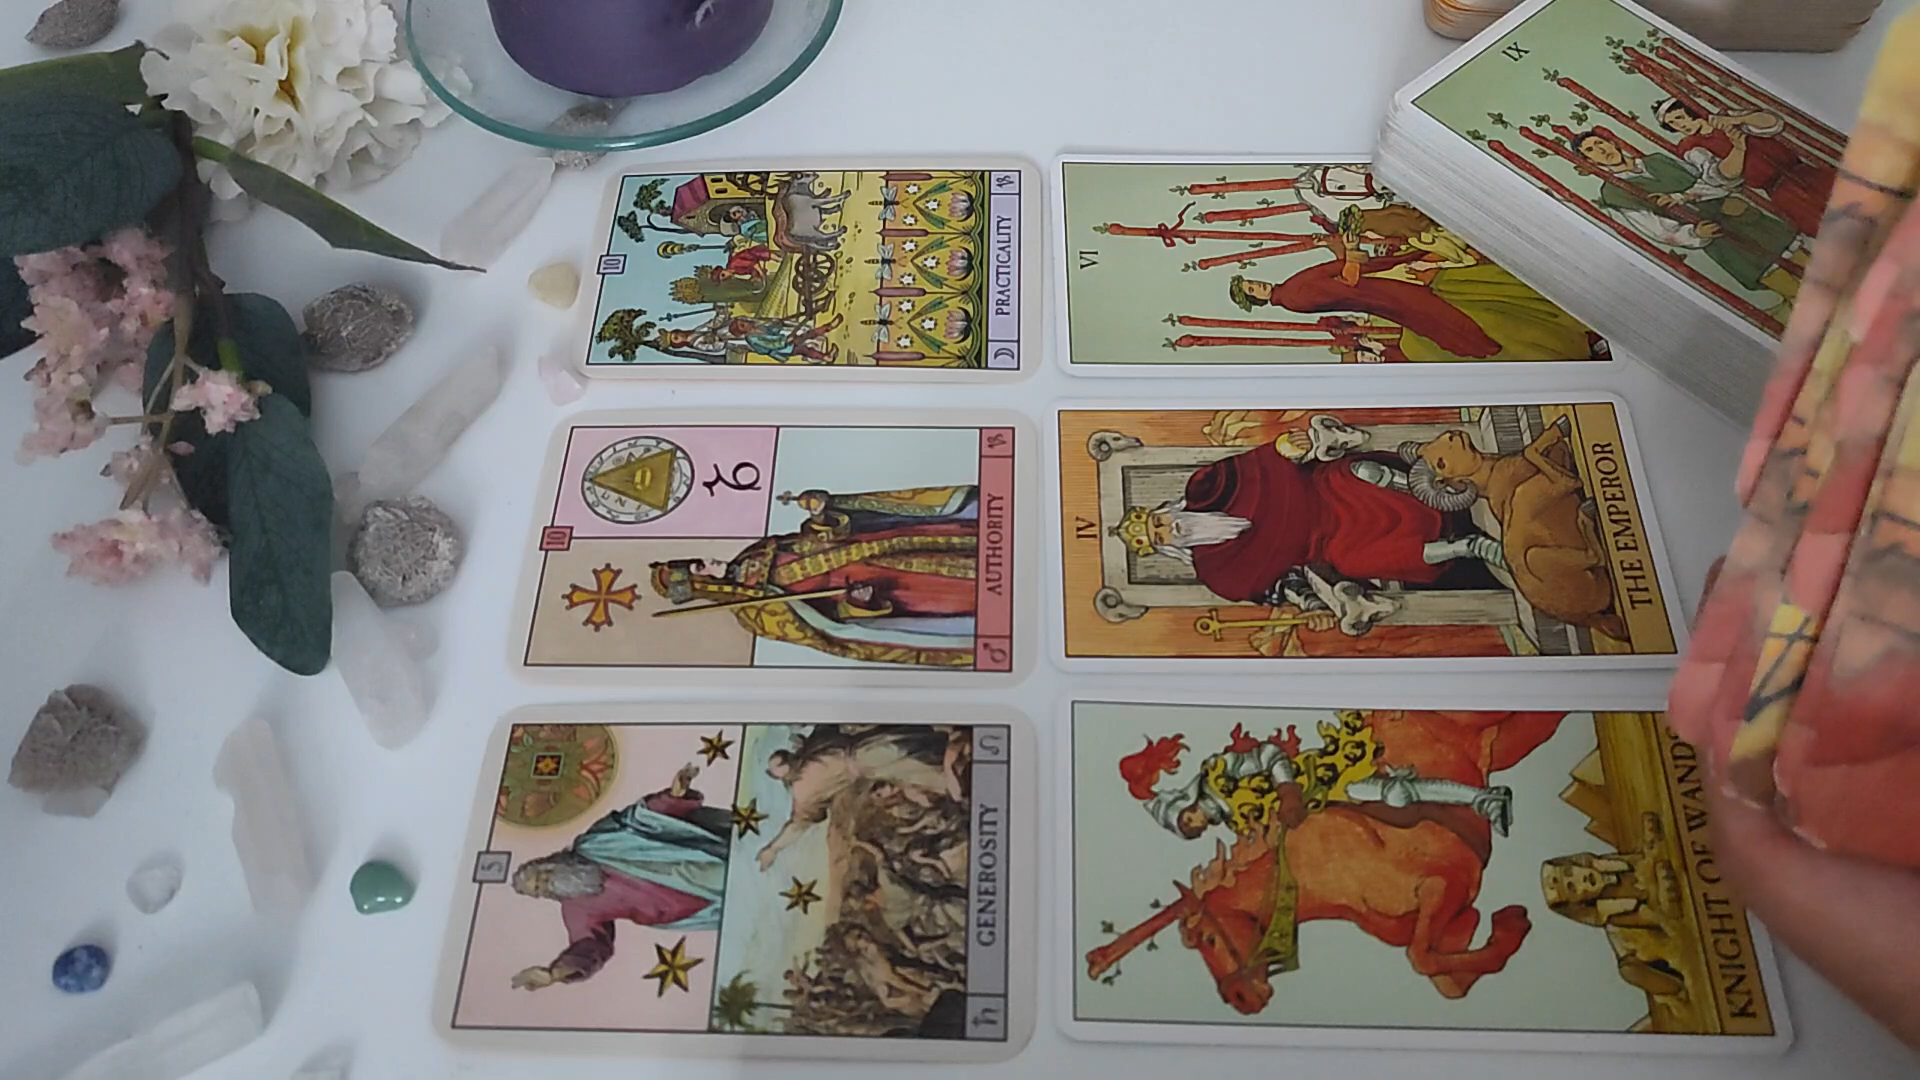 5
GENEROSITY
10
AUTHORITY
10
PRACTICALITY
KNIGHT OF WANDS
IV
THE EMPEROR
VI
IX